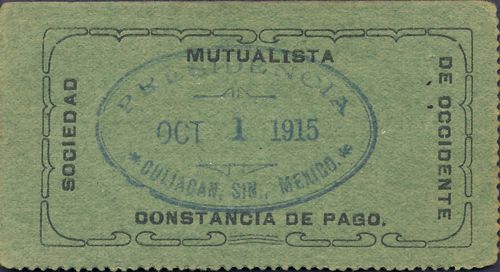 SOCIEDAD
MUTUALISTA
DE OCCIDENTE
PRESIDENCIA
OCT 1 1915
* CULIACAN, SIN., MEXICO. *
CONSTANCIA DE PAGO.